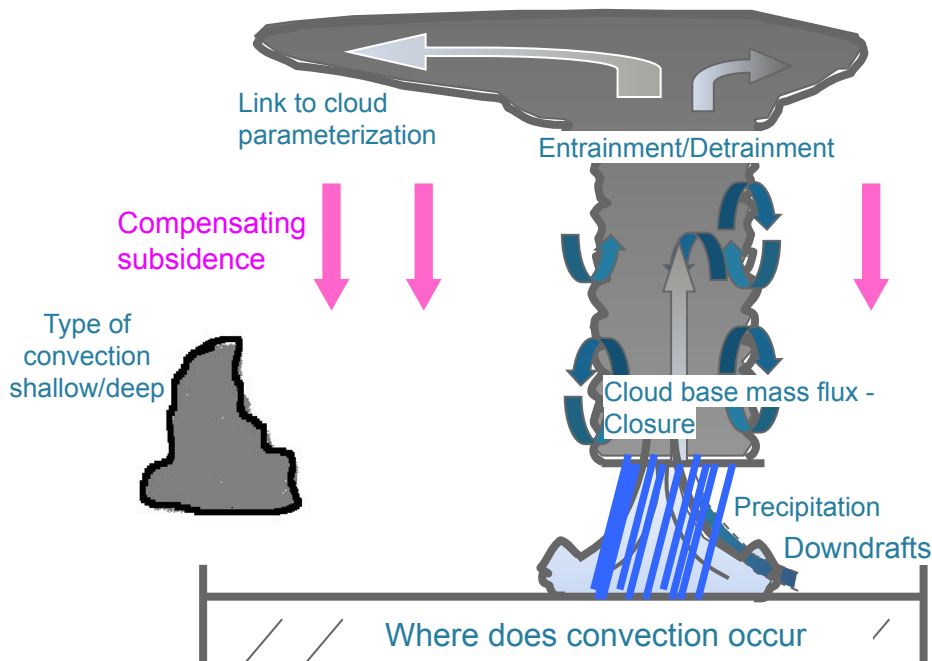 Link to cloud
parameterization
Entrainment/Detrainment
Compensating
subsidence
Type of
convection
shallow/deep
Cloud base mass flux -
Closure
Precipitation
Downdrafts
Where does convection occur